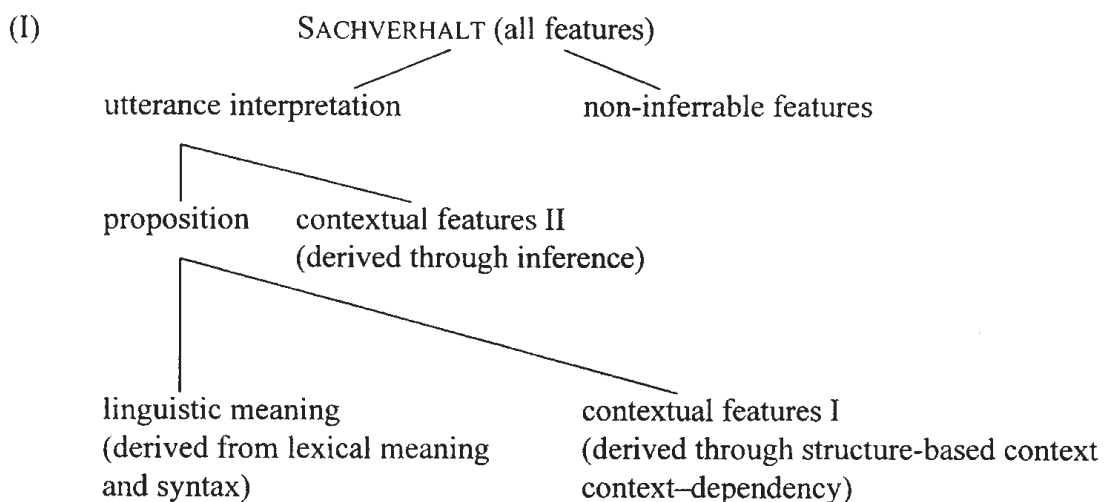 (I) SACHVERHALT (all features)
utterance interpretation non-inferrable features
proposition contextual features II
(derived through inference)
linguistic meaning contextual features I
(derived from lexical meaning (derived through structure-based context
and syntax) context–dependency)